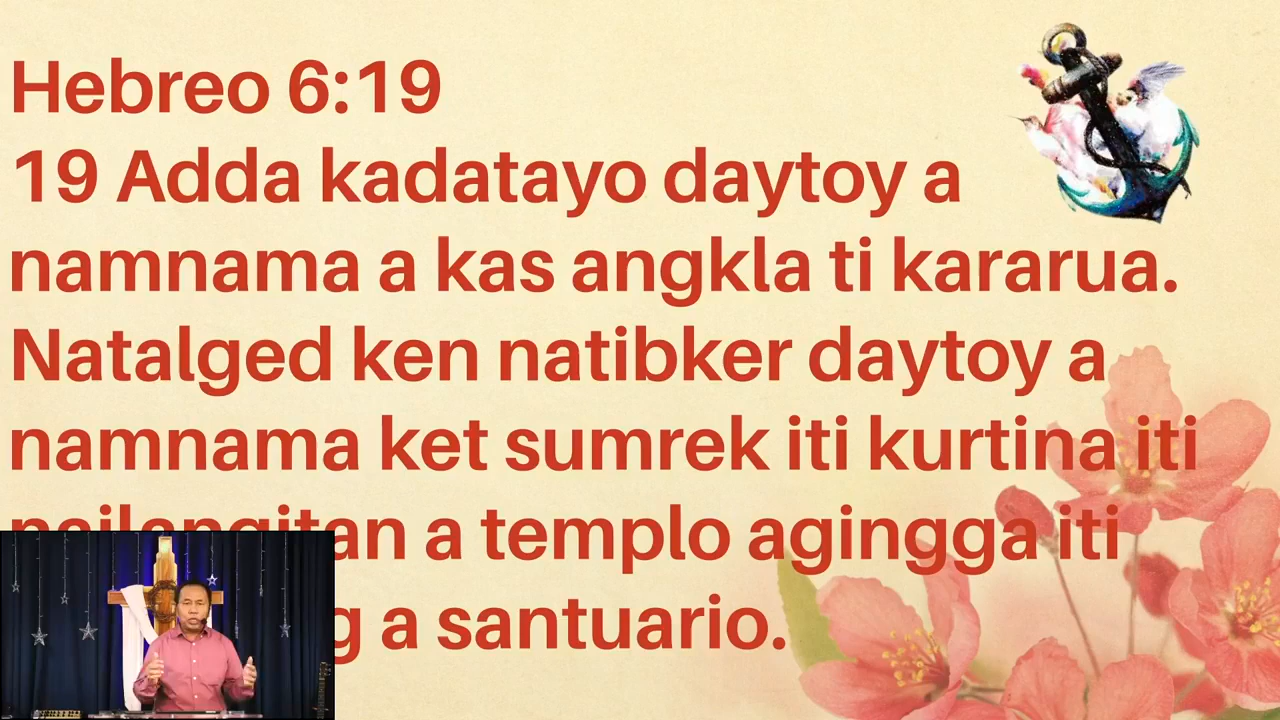 Hebreo 6:19
19 Adda kadatayo daytoy a
namnama a kas angkla ti kararua.
Natalged ken natibker daytoy a
namnama ket sumrek iti kurtina iti
nailangitan a templo agingga iti
a santuario.